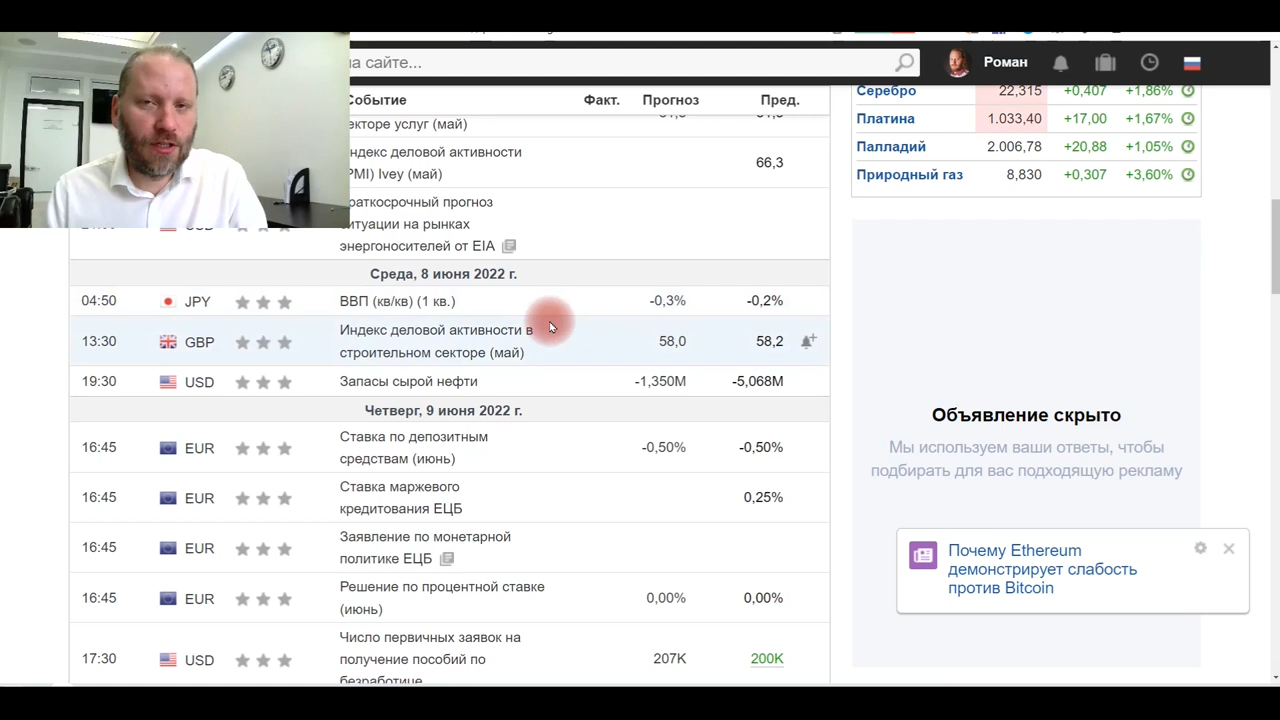 на сайте...
Роман
Событие Факт. Прогноз Пред.
секторе услуг (май)
Индекс деловой активности
(PMI) Ivey (май) 66,3
Краткосрочный прогноз
ситуации на рынках
энергоносителей от EIA
Среда, 8 июня 2022 г.
04:50 JPY ВВП (кв/кв) (1 кв.) -0,3% -0,2%
13:30 GBP Индекс деловой активности в
строительном секторе (май) 58,0 58,2
19:30 USD Запасы сырой нефти -1,350M -5,068M
Четверг, 9 июня 2022 г.
16:45 EUR Ставка по депозитным
средствам (июнь) -0,50% -0,50%
16:45 EUR Ставка маржевого
кредитования ЕЦБ 0,25%
16:45 EUR Заявление по монетарной
политике ЕЦБ
16:45 EUR Решение по процентной ставке
(июнь) 0,00% 0,00%
17:30 USD Число первичных заявок на
получение пособий по
безработице 207K 200K
Серебро 22,315 +0,407 +1,86%
Платина 1.033,40 +17,00 +1,67%
Палладий 2.006,78 +20,88 +1,05%
Природный газ 8,830 +0,307 +3,60%
Объявление скрыто
Мы используем ваши ответы, чтобы
подбирать для вас подходящую рекламу
Почему Ethereum
демонстрирует слабость
против Bitcoin